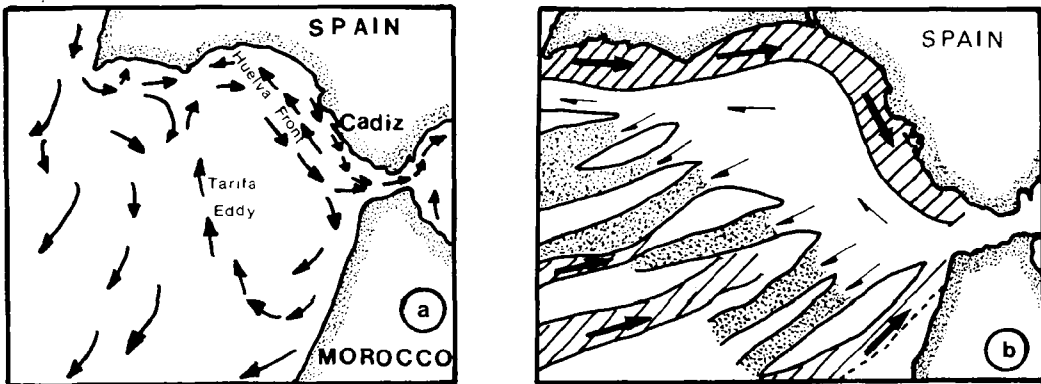 SPAIN
Huelva Front
Cadiz
Tarifa
Eddy
a
MOROCCO
SPAIN
b